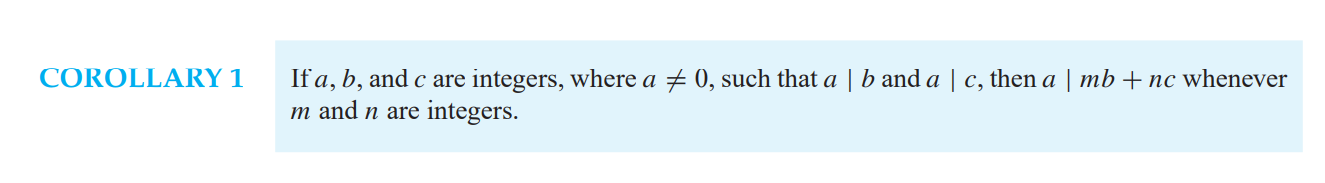 COROLLARY 1 If a, b, and c are integers, where a ≠ 0, such that a | b and a | c, then a | mb + nc whenever
m and n are integers.